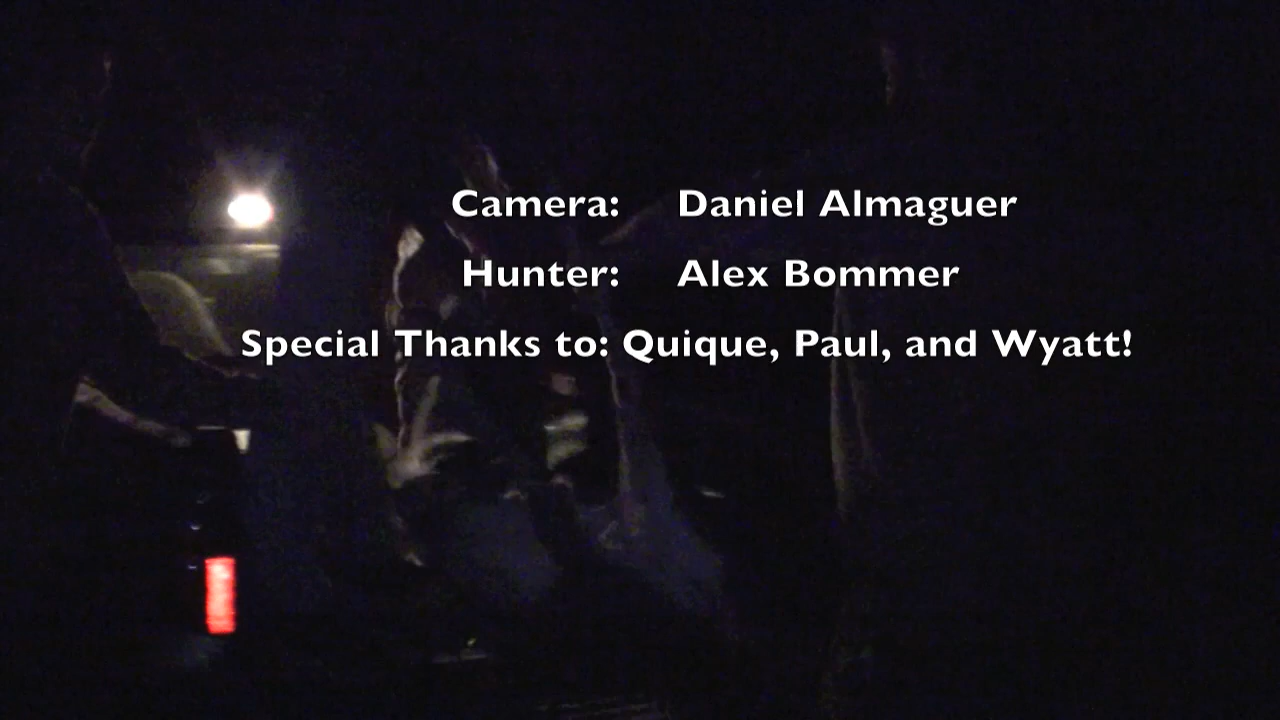 Camera: Daniel Almaguer
Hunter: Alex Bommer
Special Thanks to: Quique, Paul, and Wyatt!